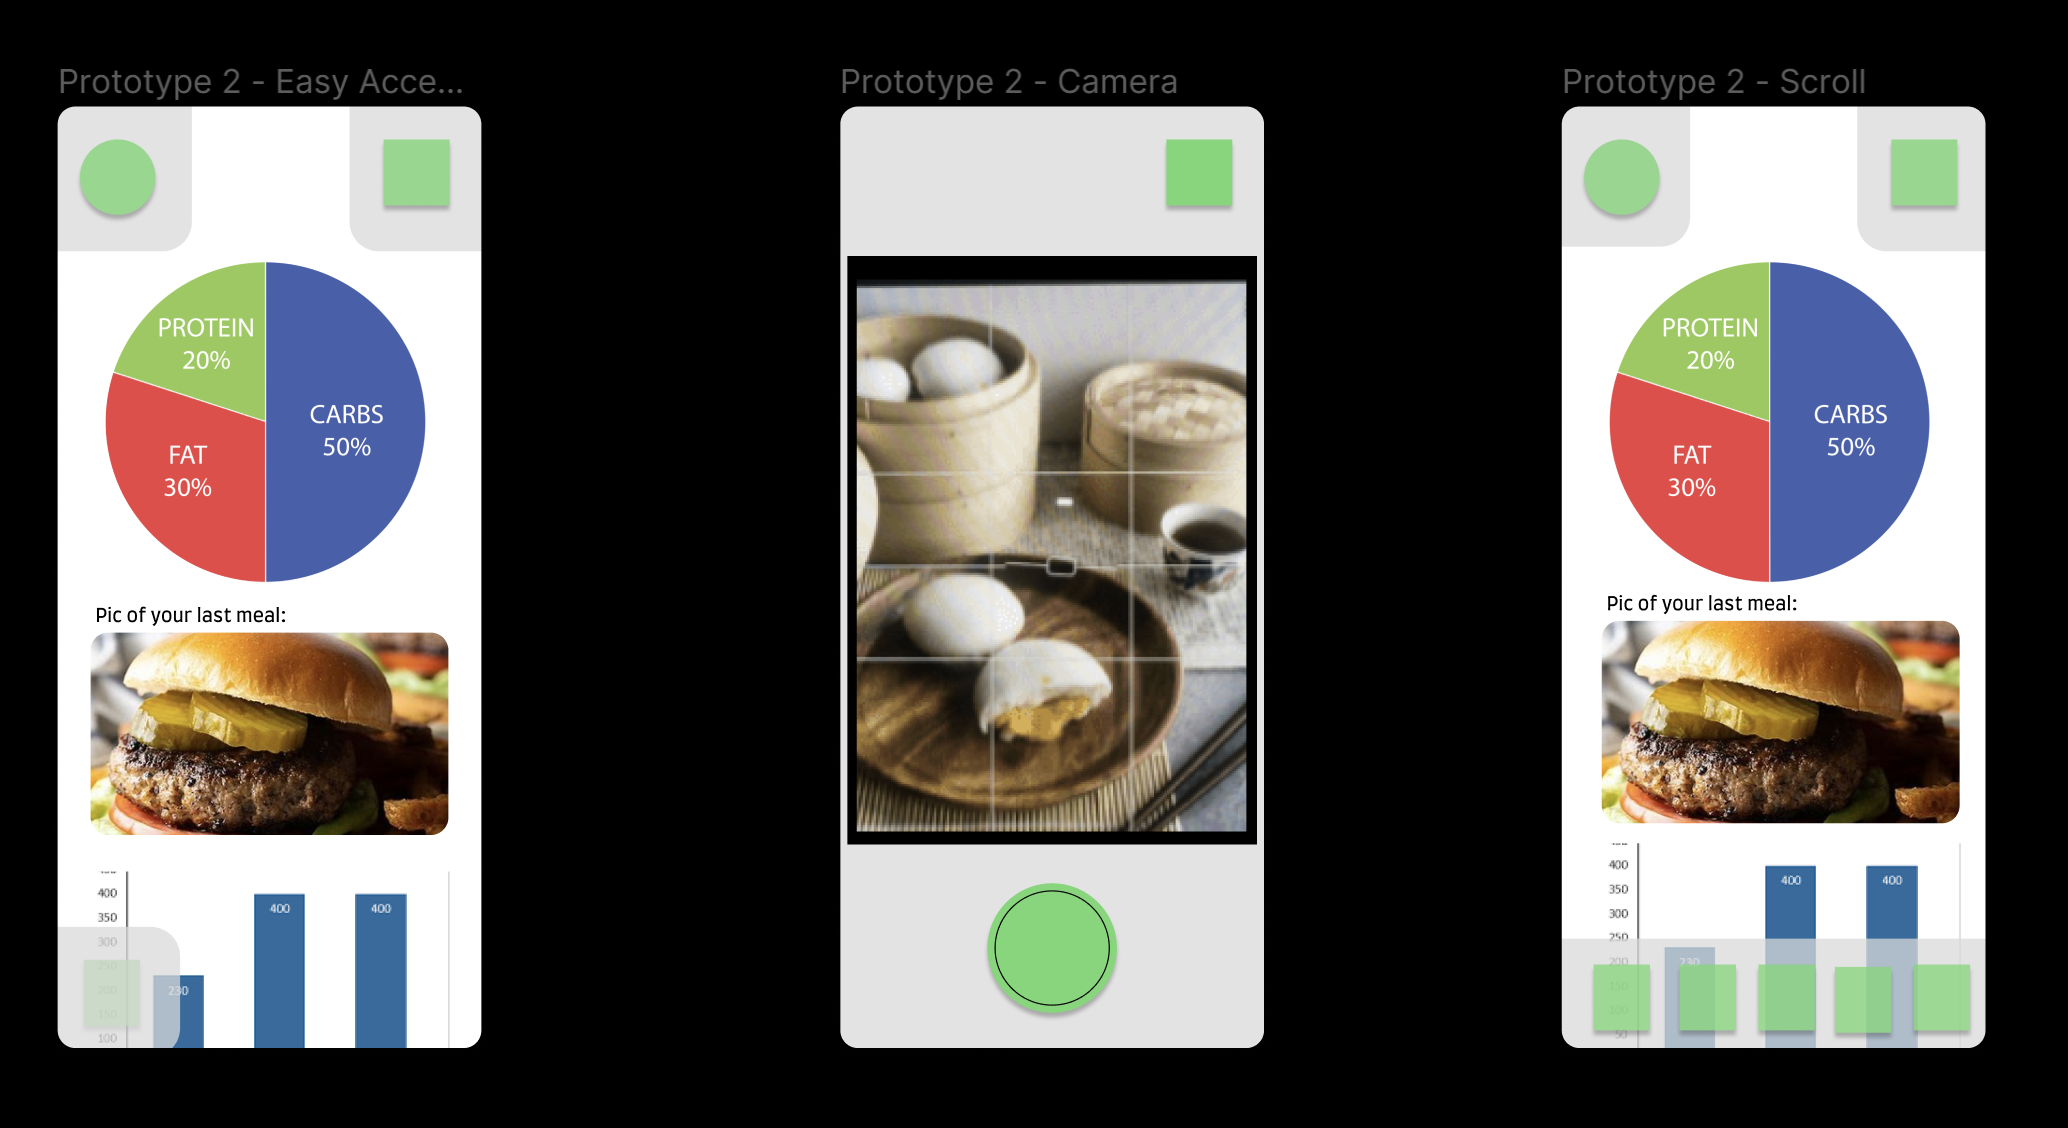 Prototype 2 - Easy Acce...
PROTEIN
20%
CARBS
50%
FAT
30%
Pic of your last meal:
400
350
300
250
200
150
100
230
400
400
Prototype 2 - Camera
Prototype 2 - Scroll
PROTEIN
20%
CARBS
50%
FAT
30%
Pic of your last meal:
400
350
300
250
200
150
100
50
230
400
400